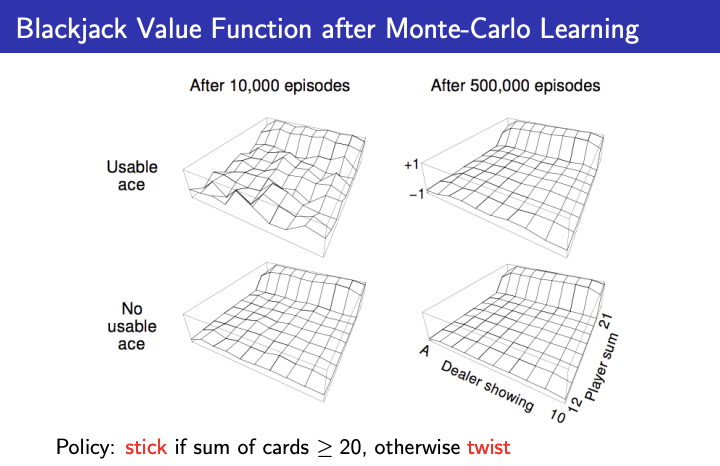 Blackjack Value Function after Monte-Carlo Learning
After 10,000 episodes
After 500,000 episodes
Usable
ace
+1
−1
No
usable
ace
A
Dealer showing
10
12
Player sum
21
Policy: stick if sum of cards ≥ 20, otherwise twist